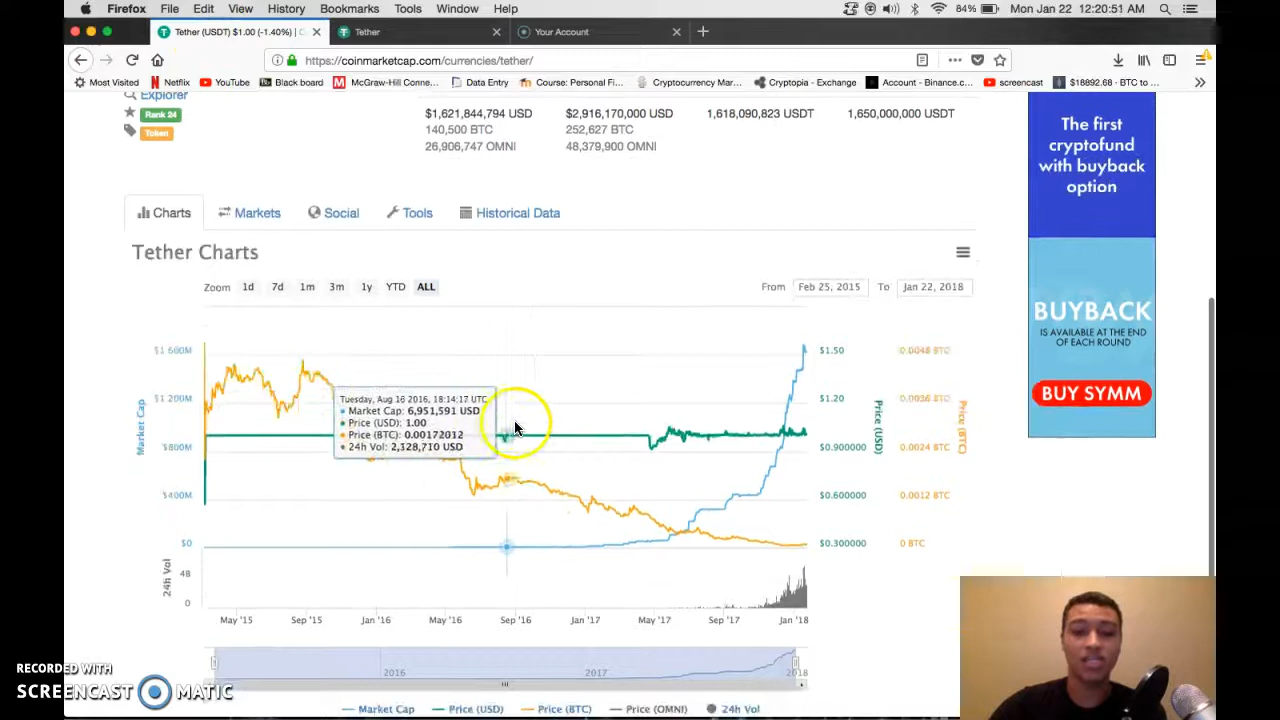 Firefox File Edit View History Bookmarks Tools Window Help 84% Mon Jan 22 12:20:51 AM
Tether (USDT) $1.00 (-1.40%) | C Tether Your Account
https://coinmarketcap.com/currencies/tether/
Most Visited Netflix YouTube Black board McGraw-Hill Connect Data Entry Course: Personal Fi... Cryptocurrency Mar... Cryptopia - Exchange Account - Binance.c... screencast $18892.68 - BTC to ...
Explorer
Rank 24
Token
$1,621,844,794 USD $2,916,170,000 USD 1,618,090,823 USDT 1,650,000,000 USDT
140,500 BTC 252,627 BTC
26,906,747 OMNI 48,379,900 OMNI
Charts Markets Social Tools Historical Data
Tether Charts
Zoom 1d 7d 1m 3m 1y YTD ALL From Feb 25, 2015 To Jan 22, 2018
$1 600M $1.50 0.0048 BTC
$1 200M $1.20 0.0036 BTC
$800M $0.900000 0.0024 BTC
$400M $0.600000 0.0012 BTC
$0 $0.300000 0 BTC
Market Cap
Price (USD)
Price (BTC)
Tuesday, Aug 16 2016, 18:14:17 UTC
Market Cap: 6,951,591 USD
Price (USD): 1.00
Price (BTC): 0.00172012
24h Vol: 2,328,710 USD
24h Vol
0
May '15 Sep '15 Jan '16 May '16 Sep '16 Jan '17 May '17 Sep '17 Jan '18
2016 2017 2018
Market Cap Price (USD) Price (BTC) Price (OMNI) 24h Vol
The first
cryptofund
with buyback
option
BUYBACK
IS AVAILABLE AT THE END
OF EACH ROUND
BUY SYMM
RECORDED WITH
SCREENCAST MATIC